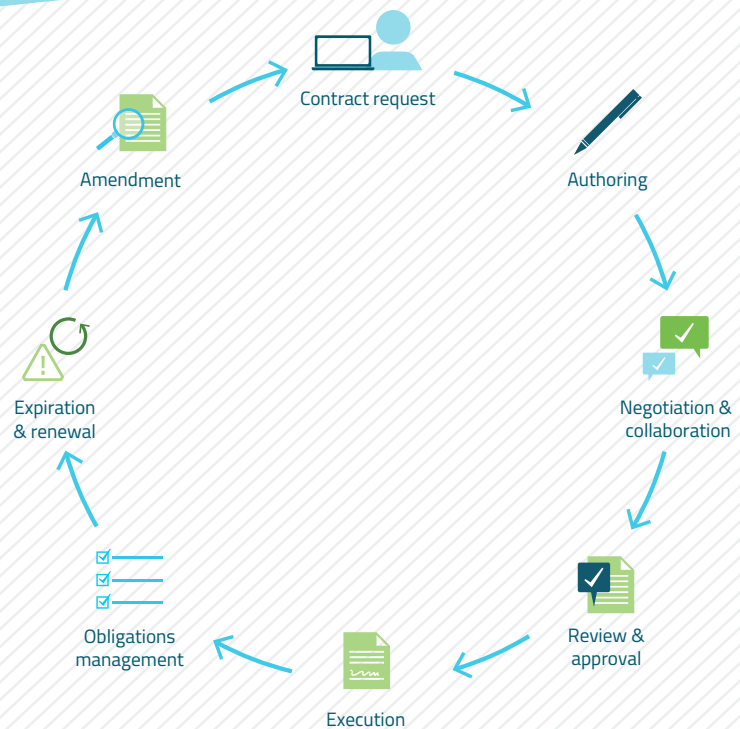 Contract request
Authoring
Negotiation &
collaboration
Review &
approval
Execution
Obligations
management
Expiration
& renewal
Amendment